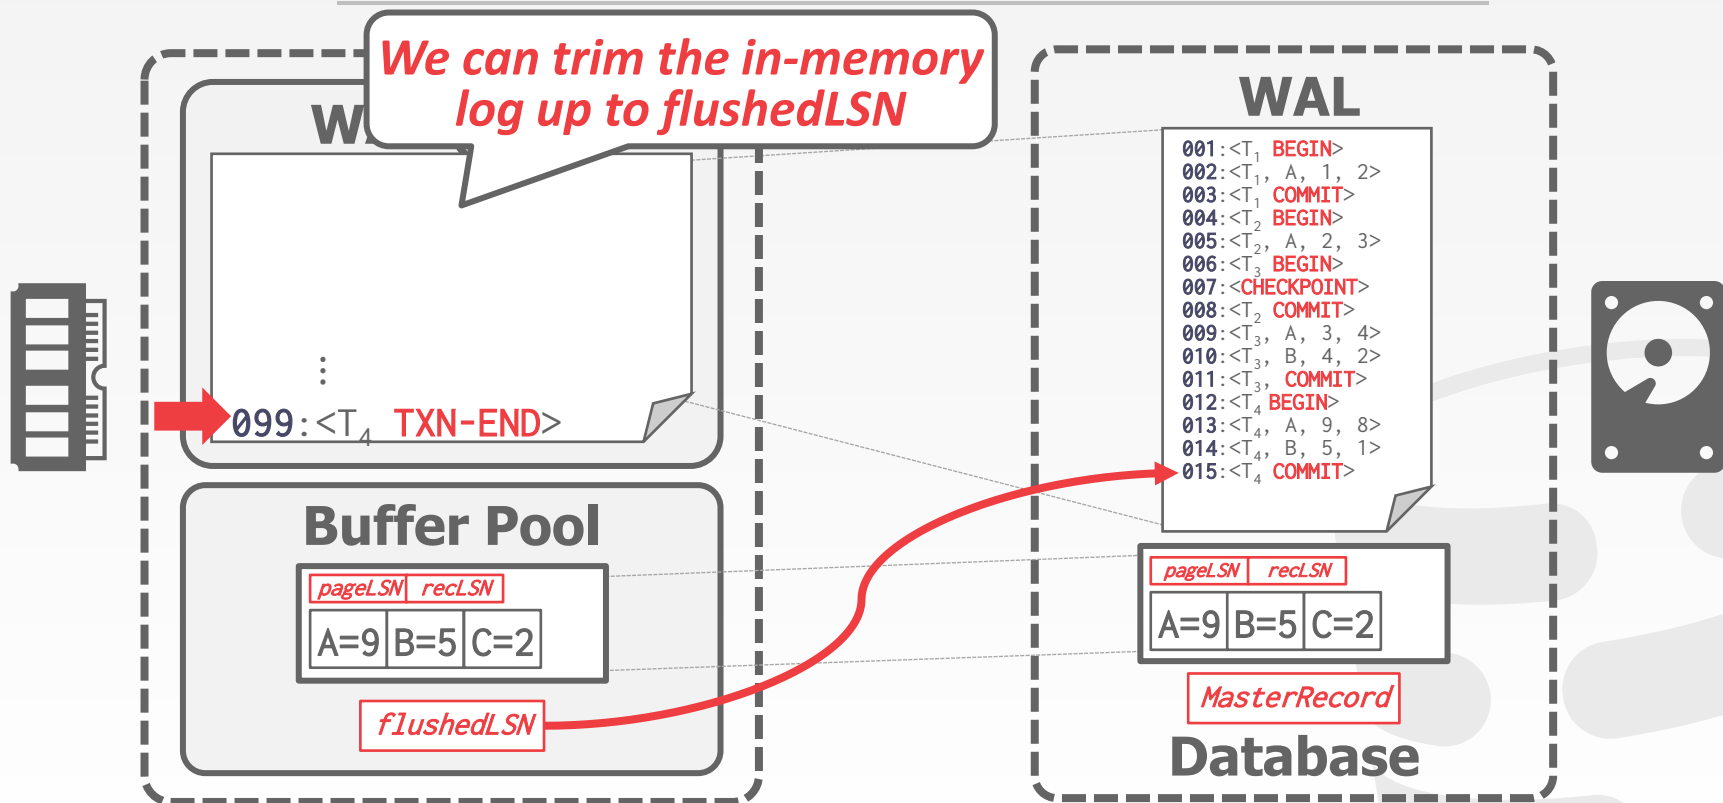 We can trim the in-memory
log up to flushedLSN
W
⋮
099:<T4 TXN-END>
Buffer Pool
pageLSN recLSN
A=9 B=5 C=2
flushedLSN
WAL
001:<T1 BEGIN>
002:<T1, A, 1, 2>
003:<T1 COMMIT>
004:<T2 BEGIN>
005:<T2, A, 2, 3>
006:<T3 BEGIN>
007:<CHECKPOINT>
008:<T2 COMMIT>
009:<T3, A, 3, 4>
010:<T3, B, 4, 2>
011:<T3, COMMIT>
012:<T4 BEGIN>
013:<T4, A, 9, 8>
014:<T4, B, 5, 1>
015:<T4 COMMIT>
pageLSN recLSN
A=9 B=5 C=2
MasterRecord
Database